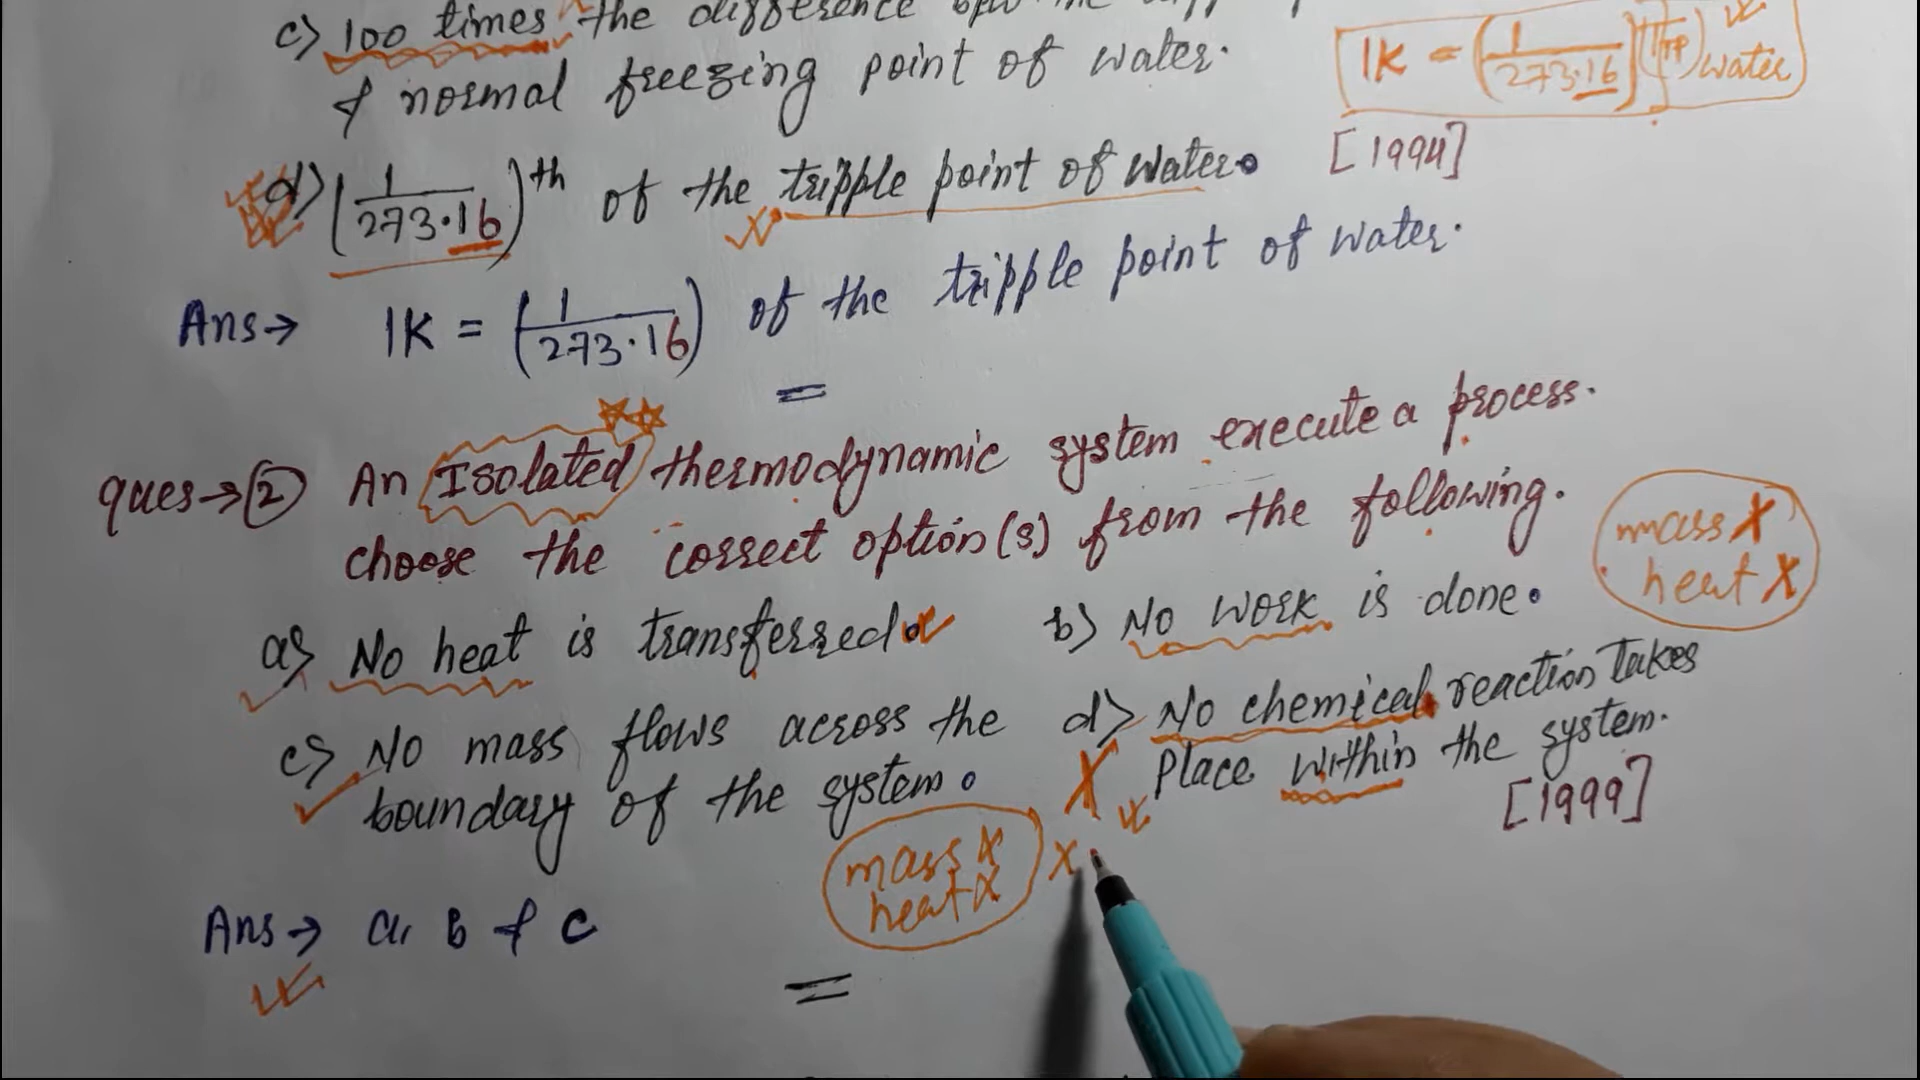 c) 100 times the difference b/w the
& normal freezing point of water.
1K = (1/273.16) (TP) water
d) (1/273.16)th of the tripple point of water. [1994]
Ans→ 1K = (1/273.16) of the tripple point of water.
=
ques→② An Isolated thermodynamic system execute a process.
choose the correct option(s) from the following.
mass X
heat X
a) No heat is transferred. b) No work is done.
c) No mass flows across the d) No chemical reaction takes
boundary of the system. X Place within the system.
[1999]
mass X
heat X
X
Ans→ a, b & c
=